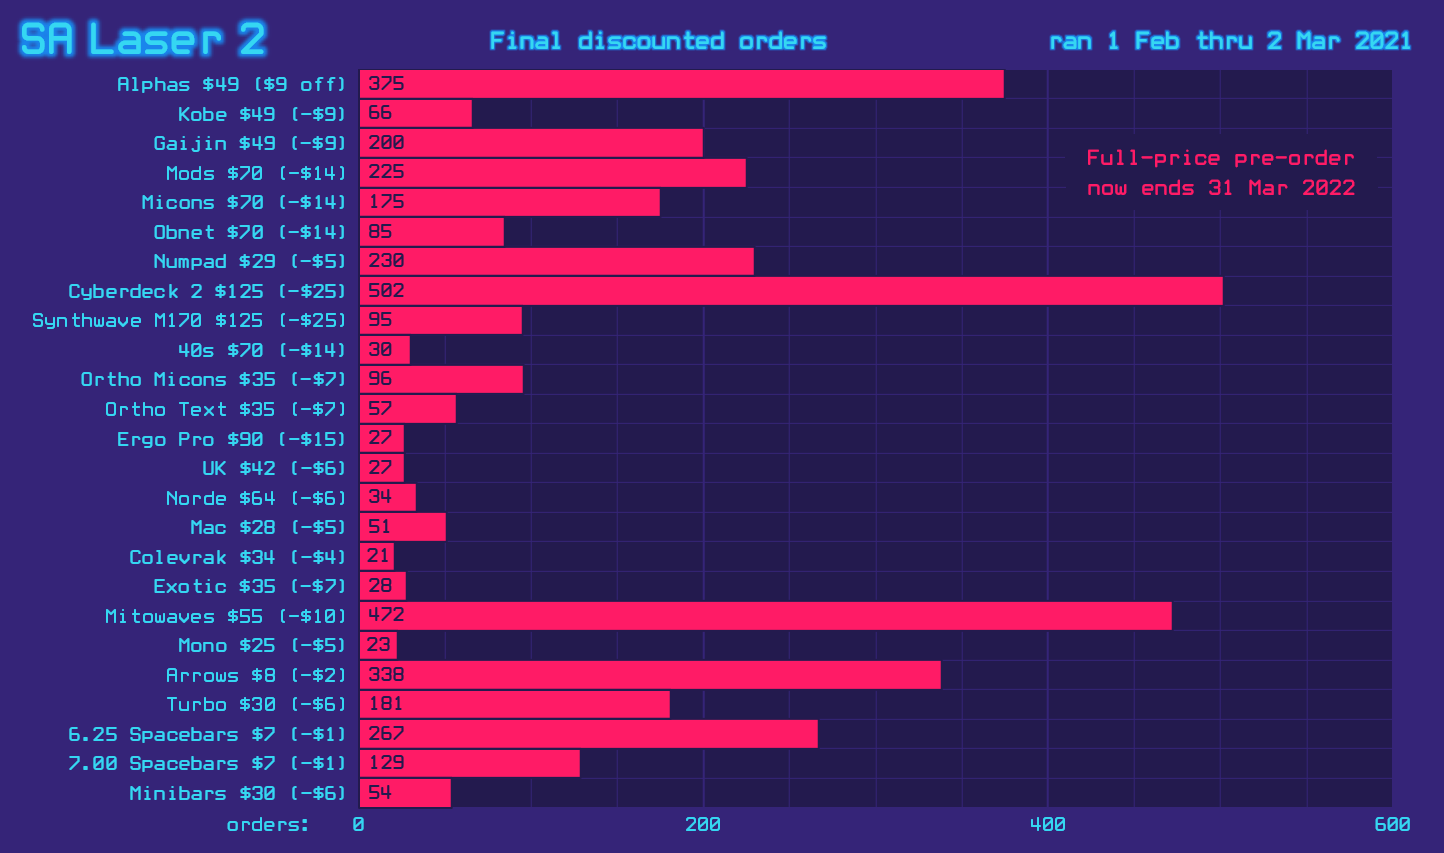 SA Laser 2
Final discounted orders
ran 1 Feb thru 2 Mar 2021
Alphas $49 ($9 off) 375
Kobe $49 (-$9) 66
Gaijin $49 (-$9) 200
Full-price pre-order
Mods $70 (-$14) 225
now ends 31 Mar 2022
Micons $70 (-$14) 175
Obnet $70 (-$14) 85
Numpad $29 (-$5) 230
Cyberdeck 2 $125 (-$25) 502
Synthwave M170 $125 (-$25) 95
40s $70 (-$14) 30
Ortho Micons $35 (-$7) 96
Ortho Text $35 (-$7) 57
Ergo Pro $90 (-$15) 27
UK $42 (-$6) 27
Norde $64 (-$6) 34
Mac $28 (-$5) 51
Colevrak $34 (-$4) 21
Exotic $35 (-$7) 28
Mitowaves $55 (-$10) 472
Mono $25 (-$5) 23
Arrows $8 (-$2) 338
Turbo $30 (-$6) 181
6.25 Spacebars $7 (-$1) 267
7.00 Spacebars $7 (-$1) 129
Minibars $30 (-$6) 54
orders: 0 200 400 600